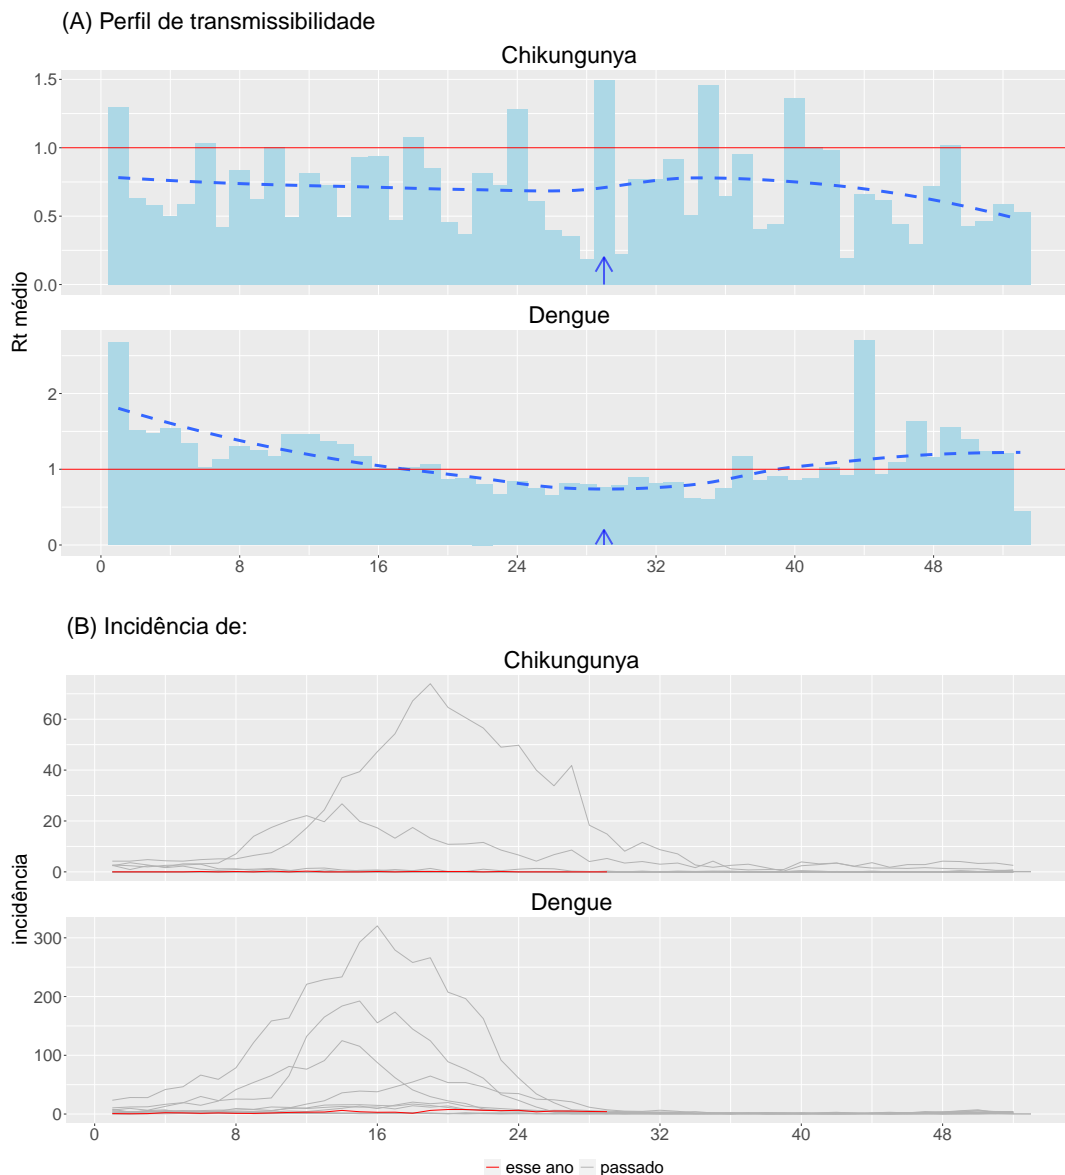 (A) Perfil de transmissibilidade
Chikungunya
1.5
1.0
0.5
0.0
Rt médio
Dengue
2
1
0
0 8 16 24 32 40 48
(B) Incidência de:
Chikungunya
60
40
20
0
incidência
Dengue
300
200
100
0
0 8 16 24 32 40 48
esse ano passado